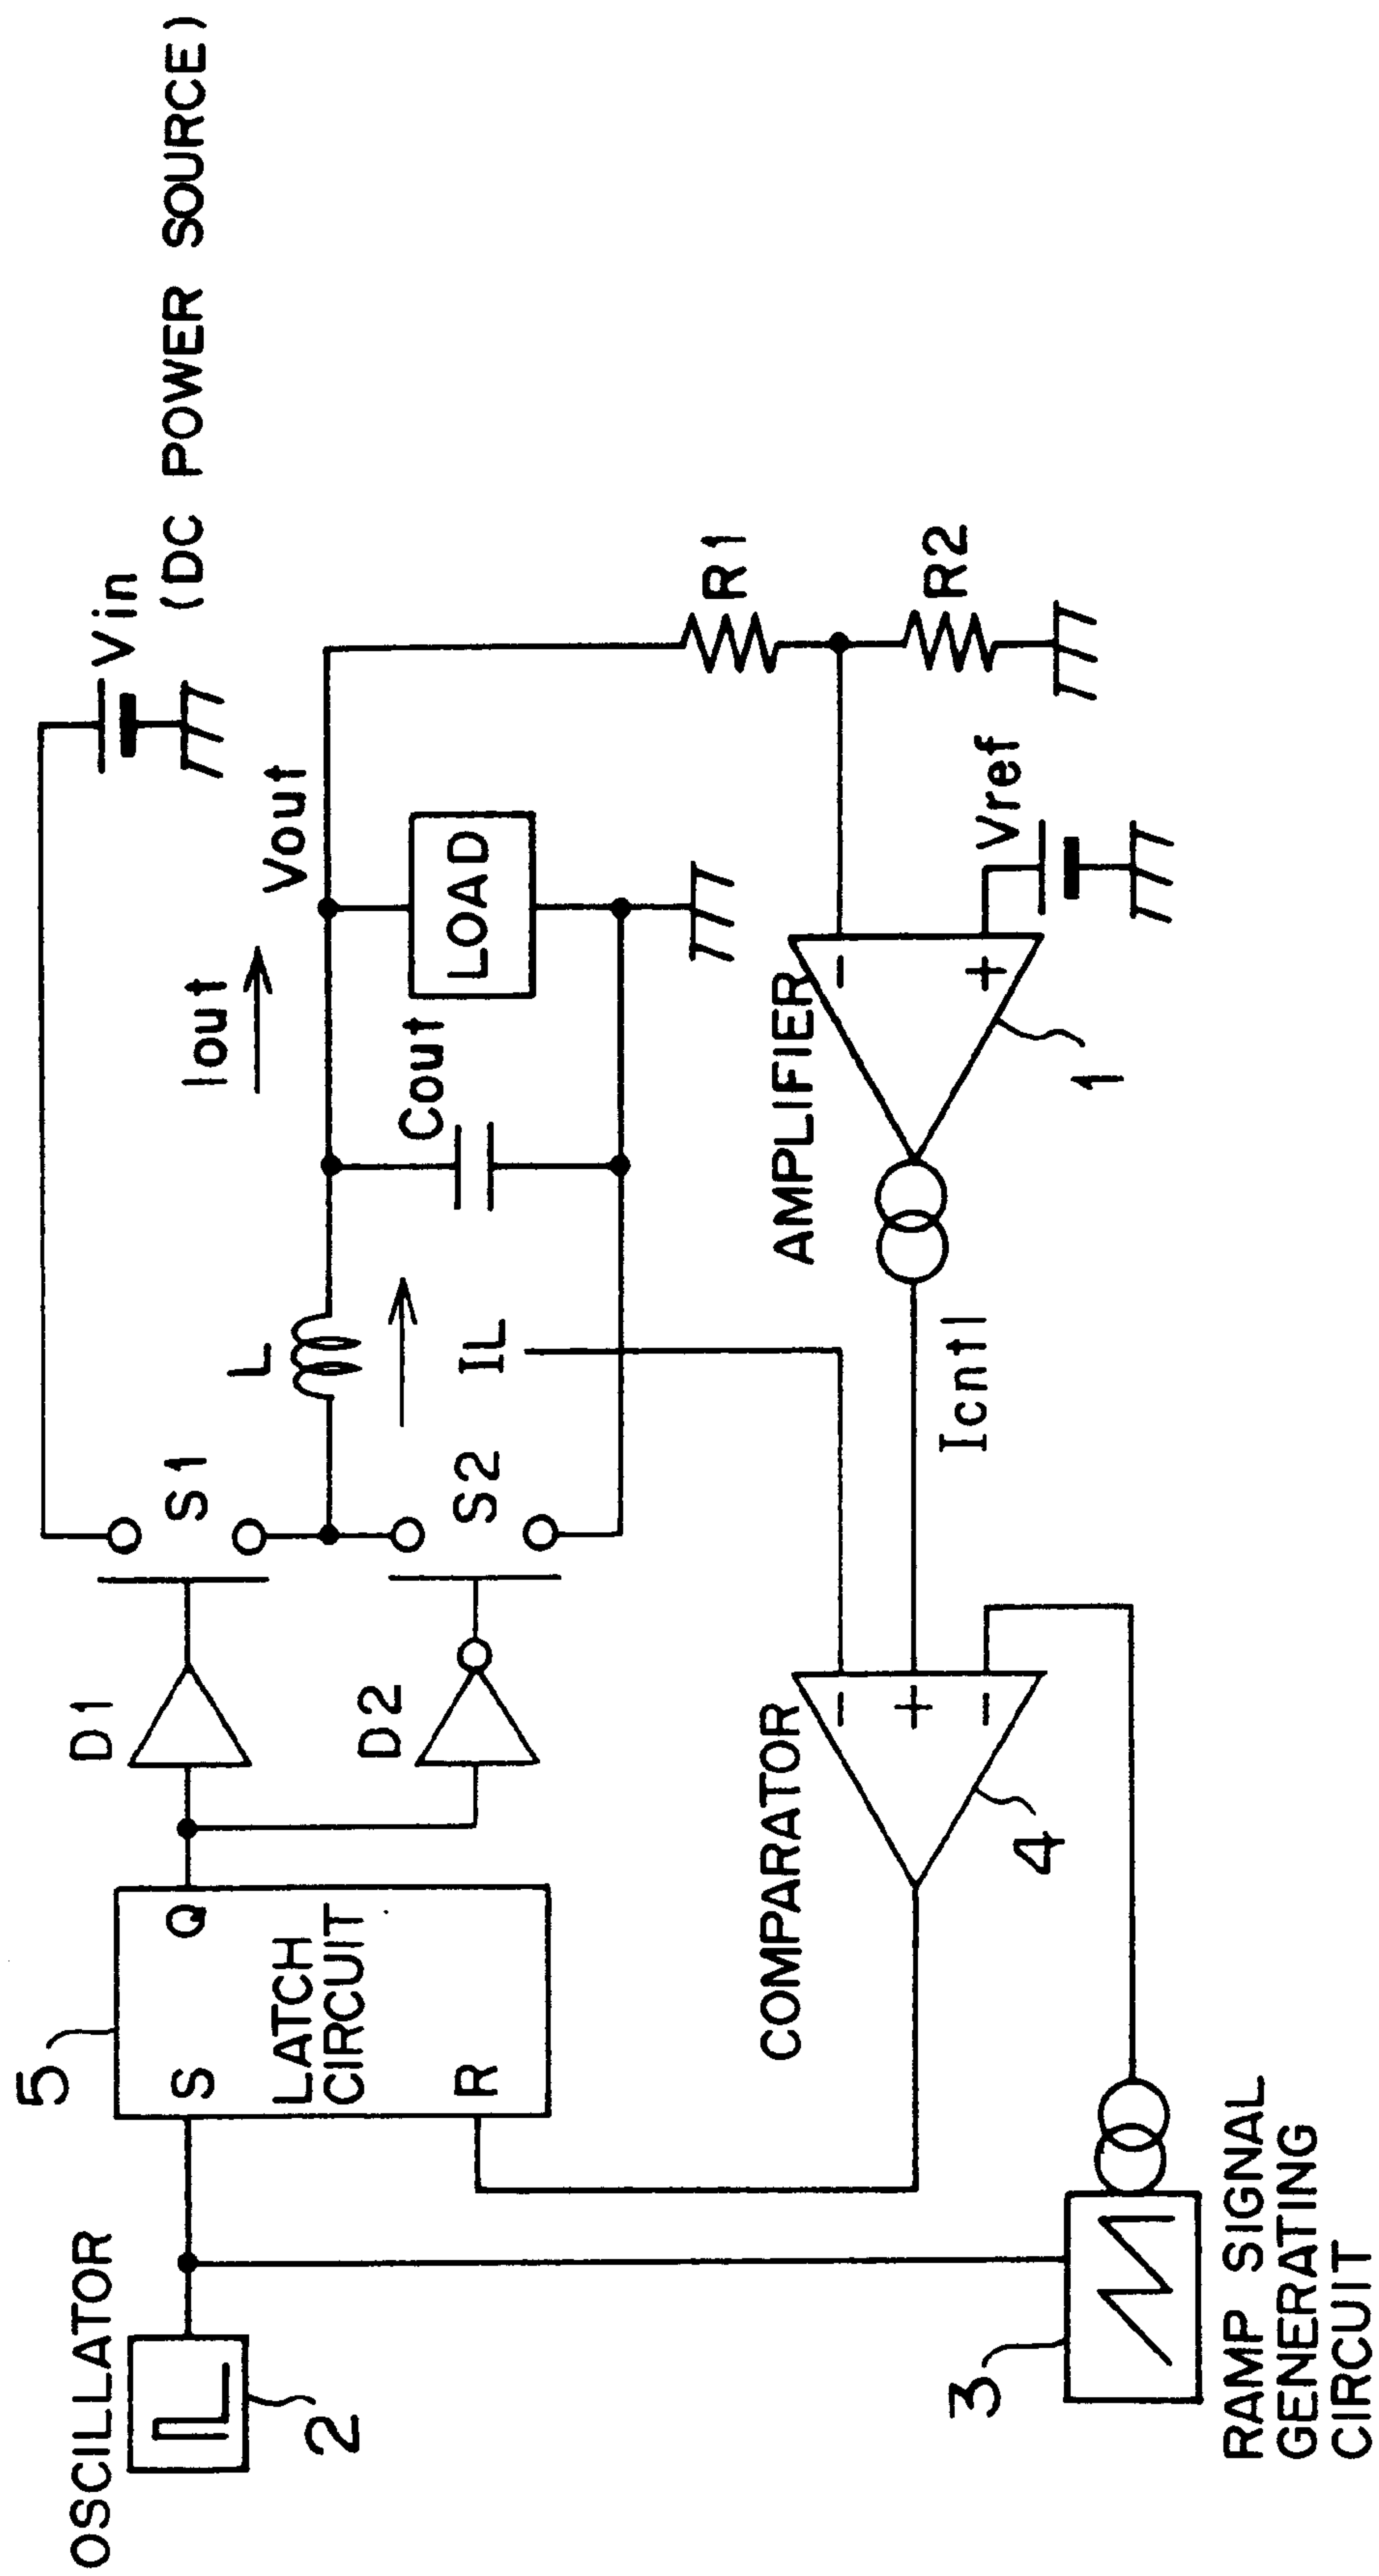 OSCILLATOR
2
5
S
Q
LATCH
CIRCUIT
R
D1
D2
S1
S2
L
IL
Iout
Cout
Vout
LOAD
Vin
(DC POWER SOURCE)
R1
R2
COMPARATOR
-
+
-
4
Icntl
AMPLIFIER
-
+
1
Vref
3
RAMP SIGNAL
GENERATING
CIRCUIT